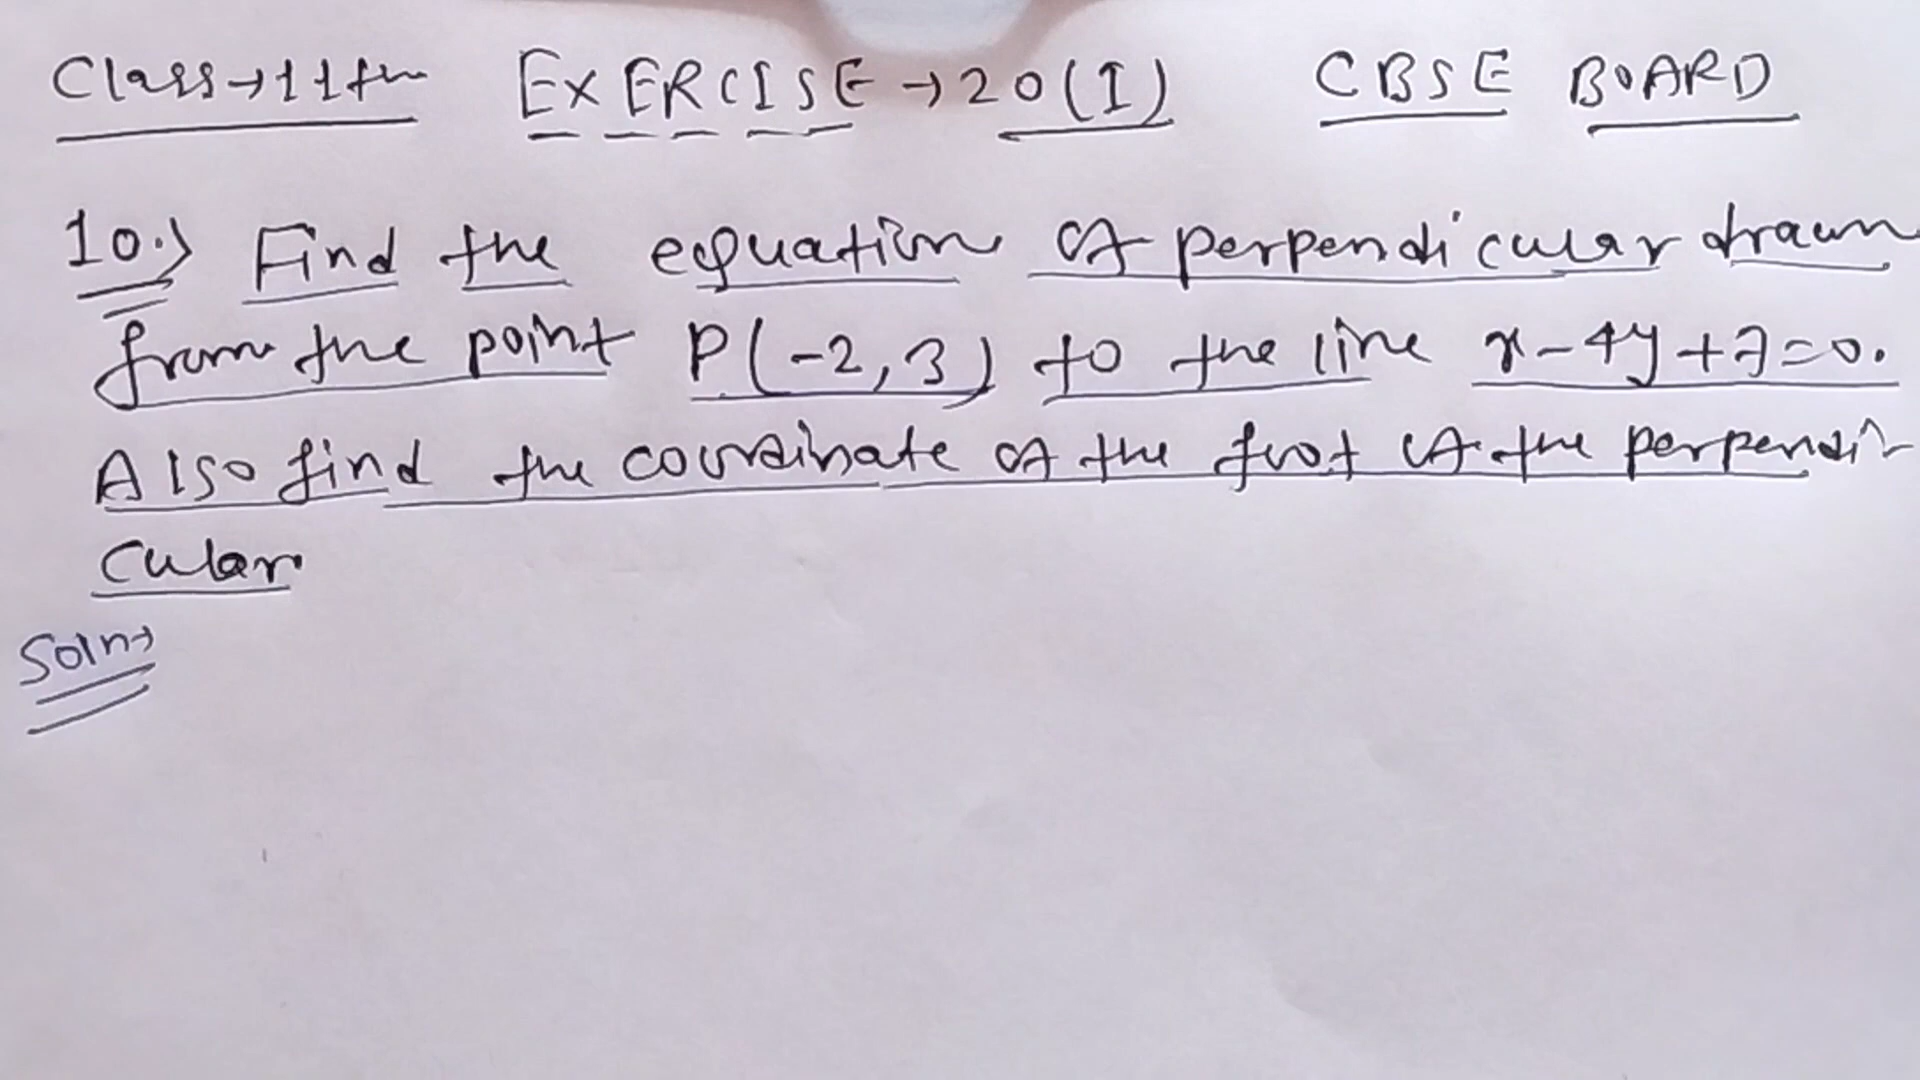 Class→11th EXERCISE→20(I) CBSE BOARD
10.) Find the equation of perpendicular drawn
from the point P(-2,3) to the line x-4y+7=0.
Also find the coordinate of the foot of the perpendi-
cular
Soln→